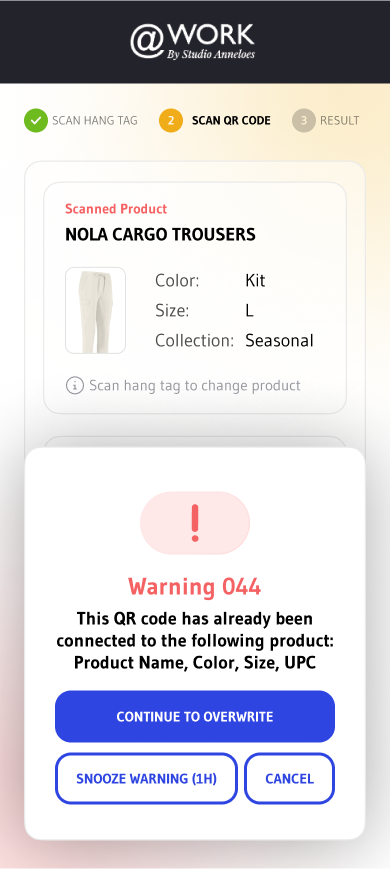 @WORK
By Studio Anneloes
SCAN HANG TAG
2 SCAN QR CODE
3 RESULT
Scanned Product
NOLA CARGO TROUSERS
Color: Kit
Size: L
Collection: Seasonal
Scan hang tag to change product
!
Warning 044
This QR code has already been
connected to the following product:
Product Name, Color, Size, UPC
CONTINUE TO OVERWRITE
SNOOZE WARNING (1H) CANCEL